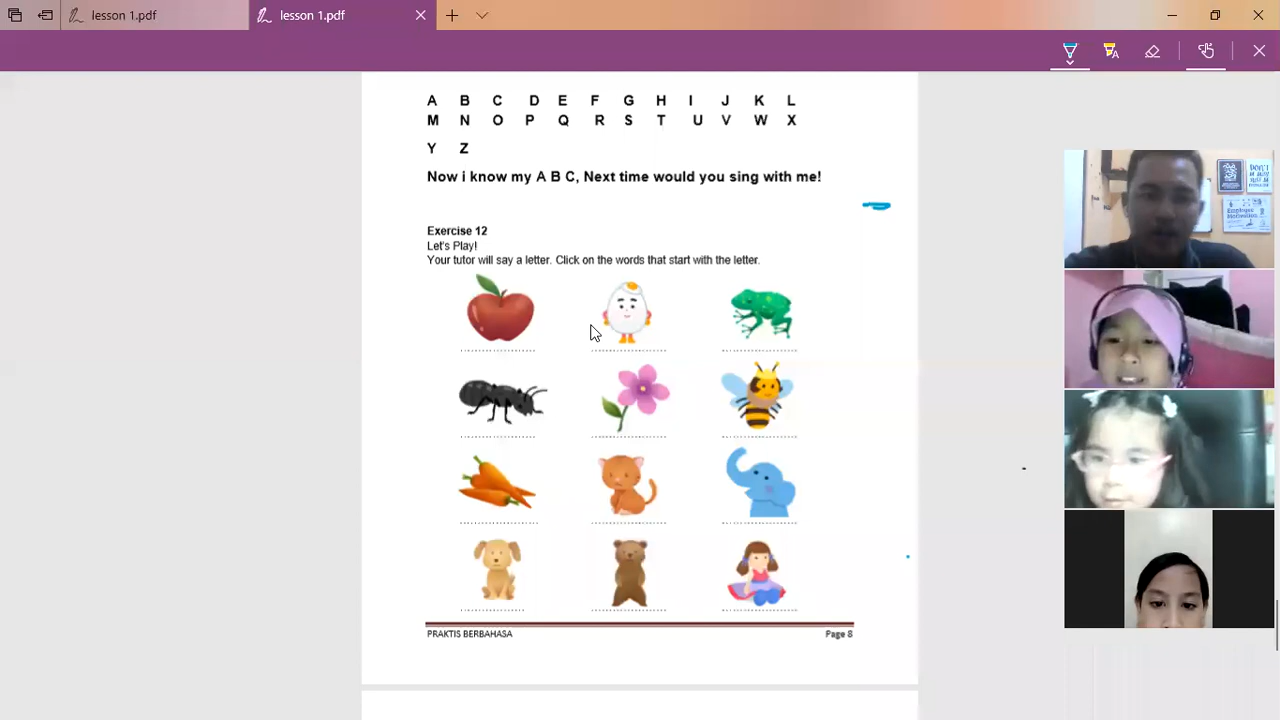 lesson 1.pdf
lesson 1.pdf
A B C D E F G H I J K L
M N O P Q R S T U V W X
Y Z
Now i know my A B C, Next time would you sing with me!
Exercise 12
Let's Play!
Your tutor will say a letter. Click on the words that start with the letter.
PRAKTIS BERBAHASA Page 8